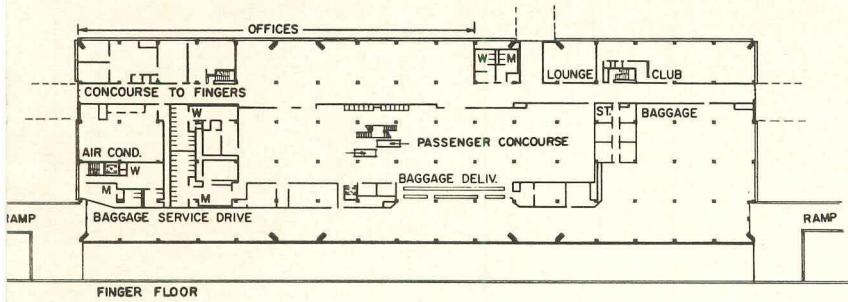 OFFICES
W M
LOUNGE CLUB
CONCOURSE TO FINGERS
W
ST. BAGGAGE
AIR COND.
PASSENGER CONCOURSE
W
BAGGAGE DELIV.
M
M
RAMP
BAGGAGE SERVICE DRIVE
RAMP
FINGER FLOOR